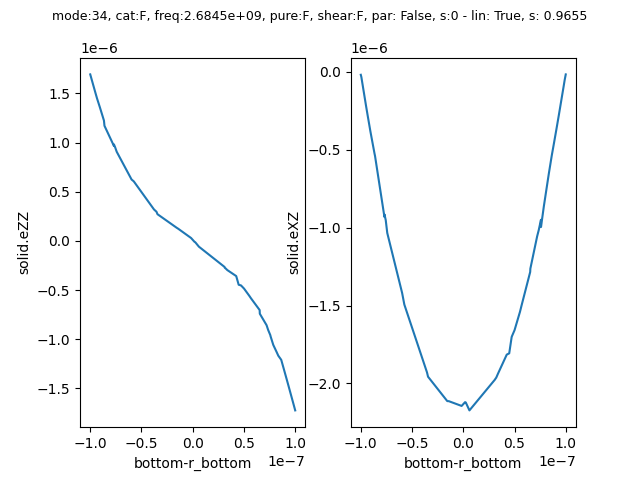 mode:34, cat:F, freq:2.6845e+09, pure:F, shear:F, par: False, s:0 - lin: True, s: 0.9655
1e−6
1.5
1.0
0.5
0.0
−0.5
−1.0
−1.5
solid.eZZ
−1.0
−0.5
0.0
0.5
1.0
bottom-r_bottom
1e−7
1e−6
0.0
−0.5
−1.0
−1.5
−2.0
solid.eXZ
−1.0
−0.5
0.0
0.5
1.0
bottom-r_bottom
1e−7